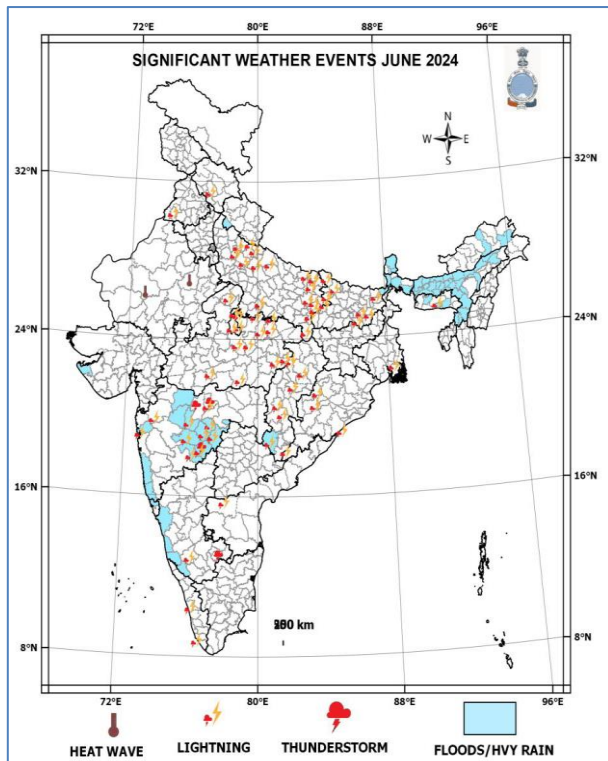 72°E 80°E 88°E 96°E
SIGNIFICANT WEATHER EVENTS JUNE 2024
N
W E
S
32°N 32°N
24°N 24°N
16°N 16°N
8°N 8°N
km
72°E 80°E 88°E 96°E
HEAT WAVE LIGHTNING THUNDERSTORM FLOODS/HVY RAIN